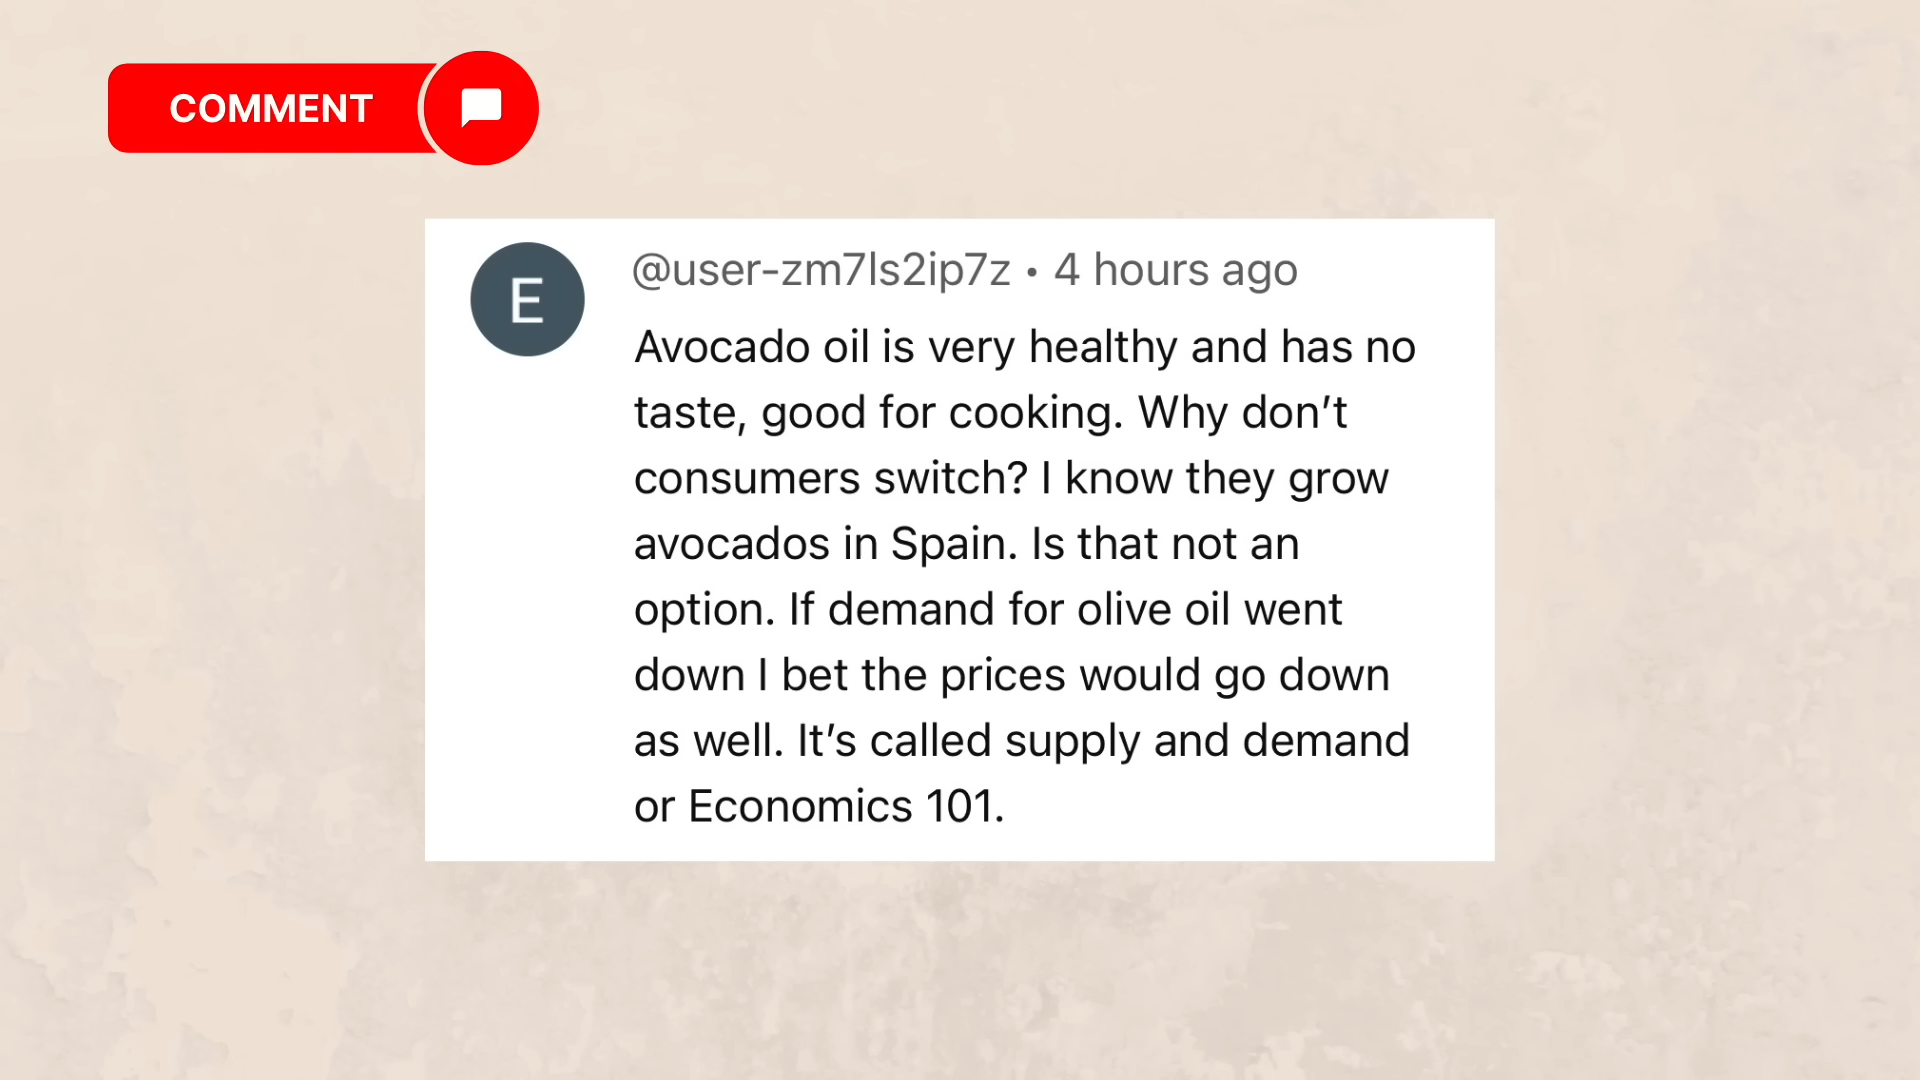 COMMENT
@user-zm7ls2ip7z • 4 hours ago
E
Avocado oil is very healthy and has no
taste, good for cooking. Why don’t
consumers switch? I know they grow
avocados in Spain. Is that not an
option. If demand for olive oil went
down I bet the prices would go down
as well. It’s called supply and demand
or Economics 101.